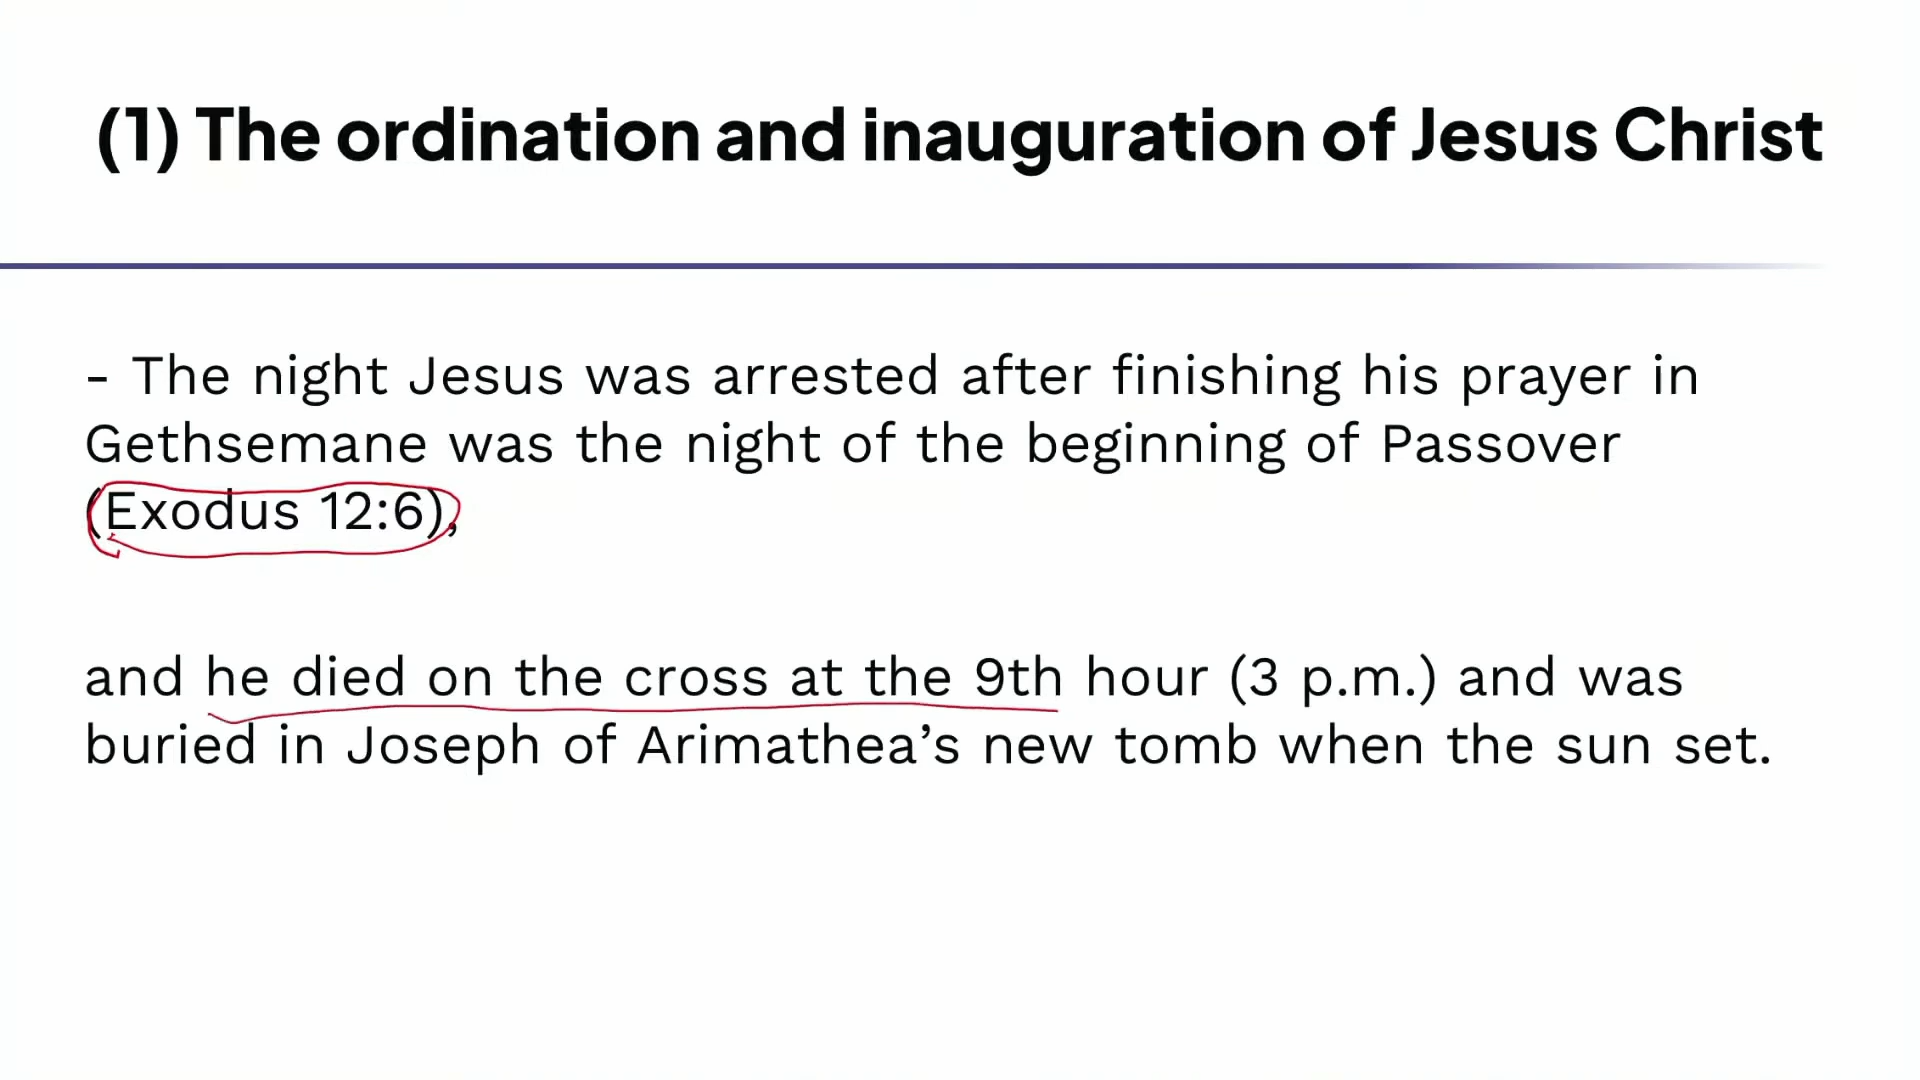 (1) The ordination and inauguration of Jesus Christ
- The night Jesus was arrested after finishing his prayer in
Gethsemane was the night of the beginning of Passover
(Exodus 12:6),
and he died on the cross at the 9th hour (3 p.m.) and was
buried in Joseph of Arimathea’s new tomb when the sun set.